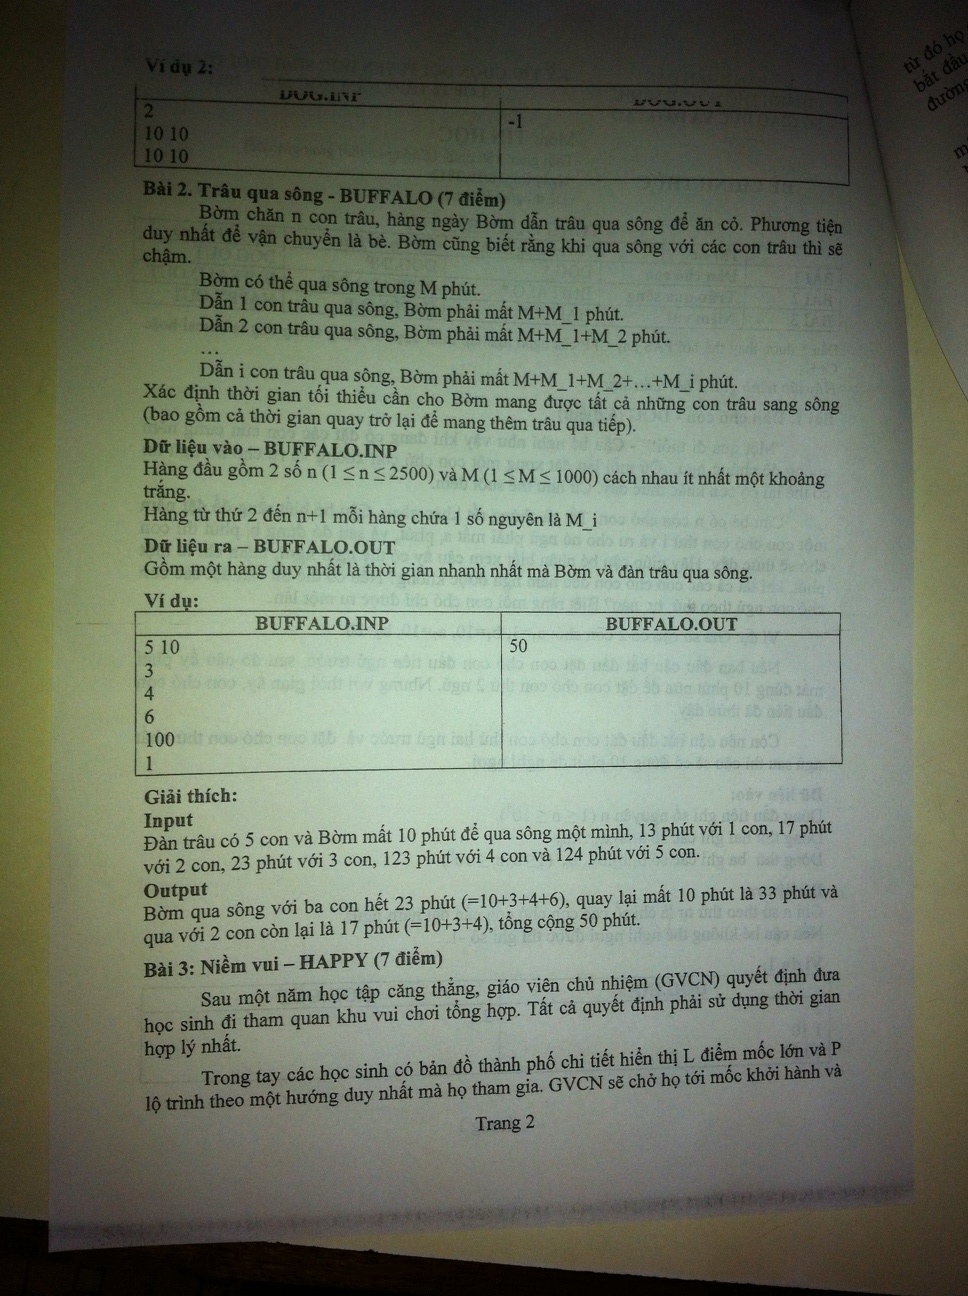 Ví dụ 2:
DOG.INP
2
-1
10 10
10 10
Bài 2. Trâu qua sông - BUFFALO (7 điểm)
Bờm chăn n con trâu, hàng ngày Bờm dẫn trâu qua sông để ăn cỏ. Phương tiện
duy nhất để vận chuyển là bè. Bờm cũng biết rằng khi qua sông với các con trâu thì sẽ
chậm.
Bờm có thể qua sông trong M phút.
Dẫn 1 con trâu qua sông, Bờm phải mất M+M_1 phút.
Dẫn 2 con trâu qua sông, Bờm phải mất M+M_1+M_2 phút.
...
Dẫn i con trâu qua sông, Bờm phải mất M+M_1+M_2+...+M_i phút.
Xác định thời gian tối thiểu cần cho Bờm mang được tất cả những con trâu sang sông
(bao gồm cả thời gian quay trở lại để mang thêm trâu qua tiếp).
Dữ liệu vào – BUFFALO.INP
Hàng đầu gồm 2 số n (1 ≤ n ≤ 2500) và M (1 ≤ M ≤ 1000) cách nhau ít nhất một khoảng
trắng.
Hàng từ thứ 2 đến n+1 mỗi hàng chứa 1 số nguyên là M_i
Dữ liệu ra – BUFFALO.OUT
Gồm một hàng duy nhất là thời gian nhanh nhất mà Bờm và đàn trâu qua sông.
Ví dụ:
BUFFALO.INP BUFFALO.OUT
5 10 50
3
4
6
100
1
Giải thích:
Input
Đàn trâu có 5 con và Bờm mất 10 phút để qua sông một mình, 13 phút với 1 con, 17 phút
với 2 con, 23 phút với 3 con, 123 phút với 4 con và 124 phút với 5 con.
Output
Bờm qua sông với ba con hết 23 phút (=10+3+4+6), quay lại mất 10 phút là 33 phút và
qua với 2 con còn lại là 17 phút (=10+3+4), tổng cộng 50 phút.
Bài 3: Niềm vui – HAPPY (7 điểm)
Sau một năm học tập căng thẳng, giáo viên chủ nhiệm (GVCN) quyết định đưa
học sinh đi tham quan khu vui chơi tổng hợp. Tất cả quyết định phải sử dụng thời gian
hợp lý nhất.
Trong tay các học sinh có bản đồ thành phố chi tiết hiển thị L điểm mốc lớn và P
lộ trình theo một hướng duy nhất mà họ tham gia. GVCN sẽ chở họ tới mốc khởi hành và
Trang 2
từ đó họ
bắt đầu
đường